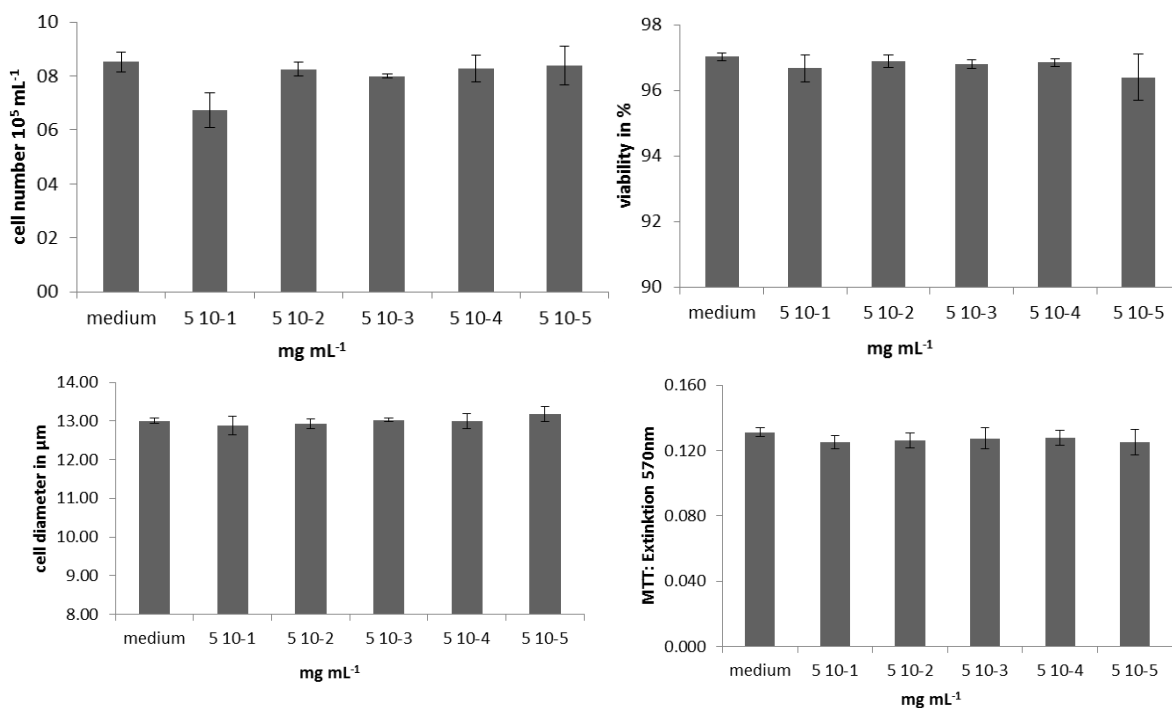 cell number 10⁵ mL⁻¹
10
08
06
04
02
00
medium 5 10-1 5 10-2 5 10-3 5 10-4 5 10-5
mg mL⁻¹
viability in %
98
96
94
92
90
medium 5 10-1 5 10-2 5 10-3 5 10-4 5 10-5
mg mL⁻¹
cell diameter in µm
14.00
13.00
12.00
11.00
10.00
9.00
8.00
medium 5 10-1 5 10-2 5 10-3 5 10-4 5 10-5
mg mL⁻¹
MTT: Extinktion 570nm
0.160
0.120
0.080
0.040
0.000
medium 5 10-1 5 10-2 5 10-3 5 10-4 5 10-5
mg mL⁻¹